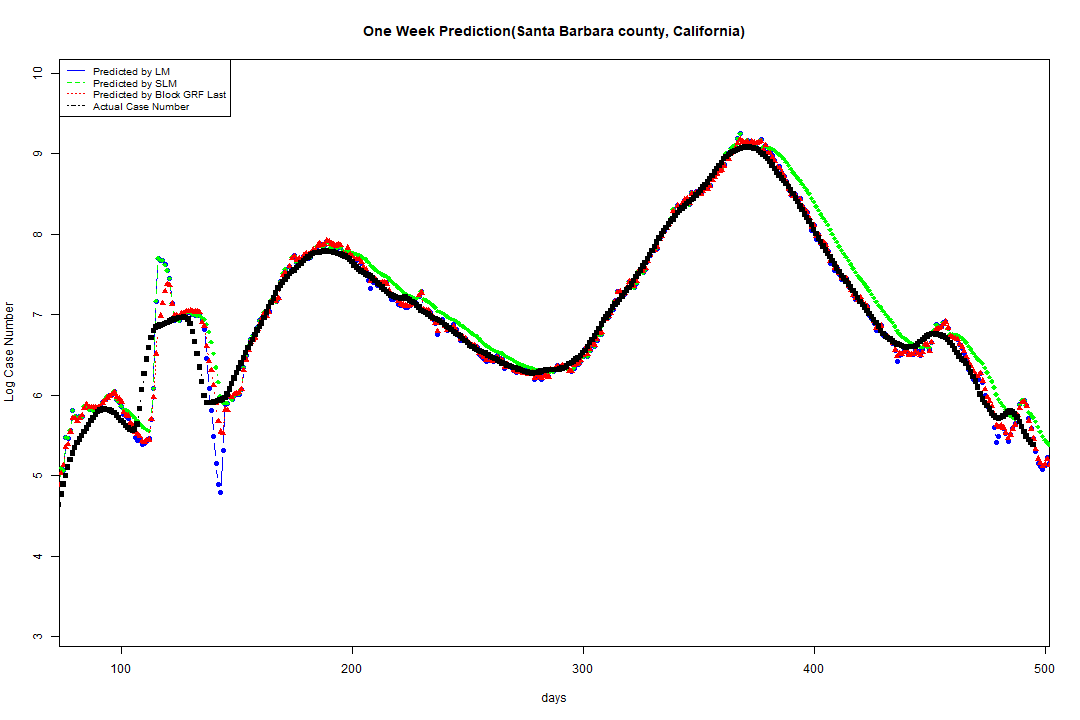 One Week Prediction(Santa Barbara county, California)
Predicted by LM
Predicted by SLM
Predicted by Block GRF Last
Actual Case Number
10
9
8
7
6
5
4
3
Log Case Number
100 200 300 400 500
days